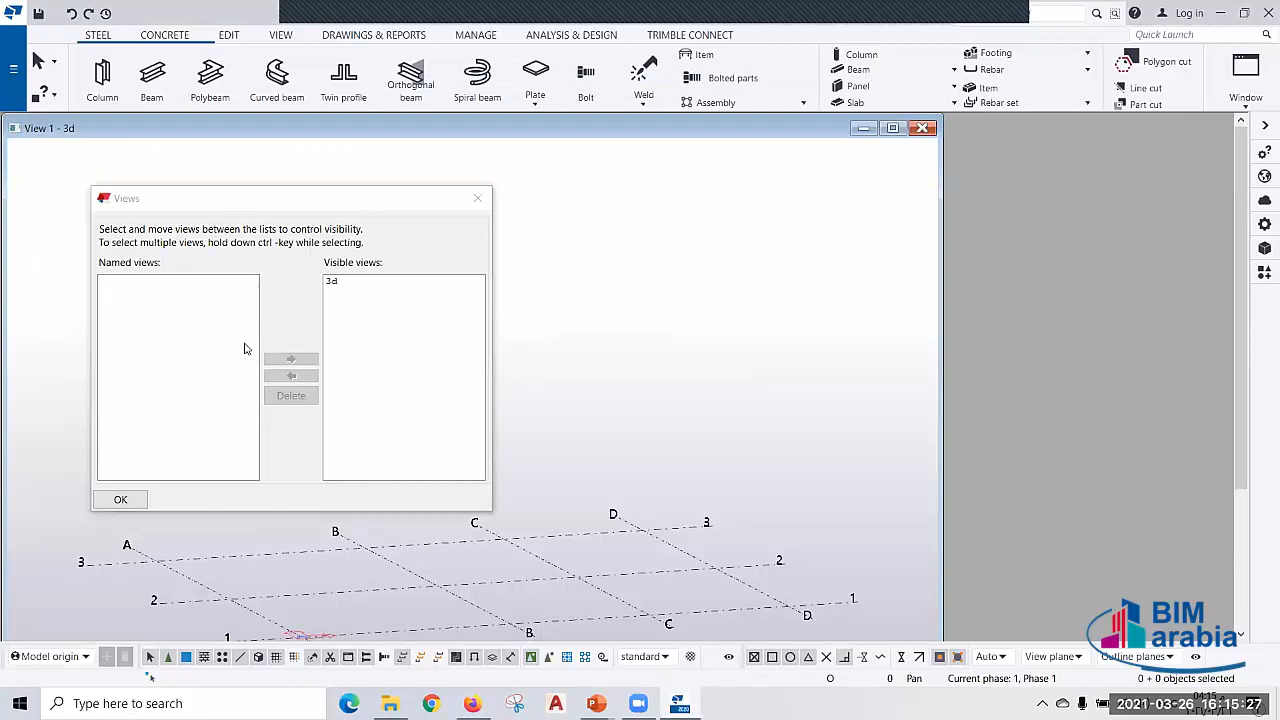 Log in
STEEL CONCRETE EDIT VIEW DRAWINGS & REPORTS MANAGE ANALYSIS & DESIGN TRIMBLE CONNECT Quick Launch
Column Beam Polybeam Curved beam Twin profile Orthogonal beam Spiral beam Plate Bolt Weld
Item
Bolted parts
Assembly
Column
Beam
Panel
Slab
Footing
Rebar
Item
Rebar set
Polygon cut
Line cut
Part cut
Window
View 1 - 3d
Views
Select and move views between the lists to control visibility.
To select multiple views, hold down ctrl -key while selecting.
Named views: Visible views:
3d
Delete
OK
A B C D 3
3 2
2 1
1 B C D
BIM
arabia
Model origin standard Auto View plane Outline planes
O 0 Pan Current phase: 1, Phase 1 0 + 0 objects selected
Type here to search
2020
2021-03-26 16:15:27